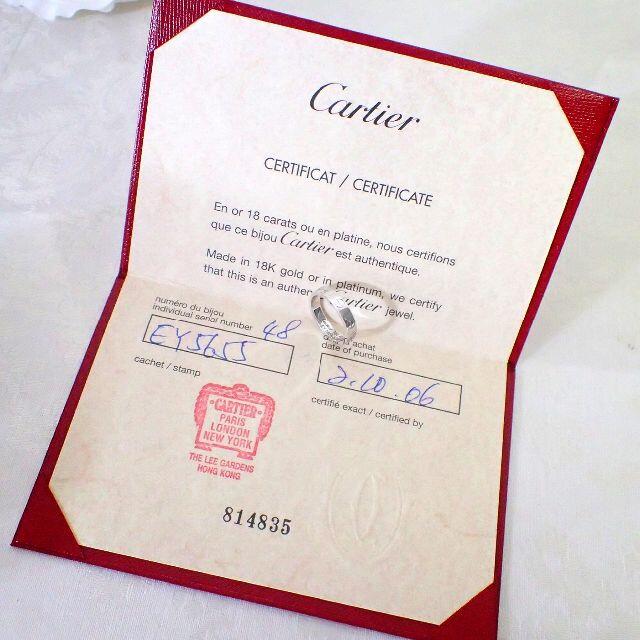 Cartier
CERTIFICAT / CERTIFICATE
En or 18 carats ou en platine, nous certifions
que ce bijou Cartier est authentique.
Made in 18K gold or in platinum, we certify
that this is an authen Cartier jewel.
numéro du bijou
individual serial number 48
achat
date of purchase
2.10.06
cachet / stamp
certifié exact / certified by
CARTIER
PARIS
LONDON
NEW YORK
THE LEE GARDENS
HONG KONG
814835